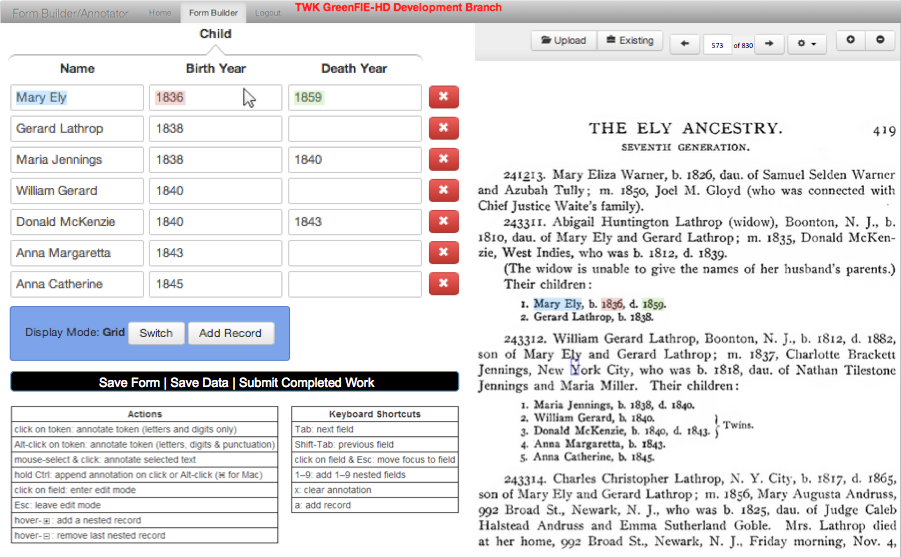 Form Builder/Annotator Home Form Builder Logout TWK GreenFIE-HD Development Branch
Child
Name Birth Year Death Year
Mary Ely 1836 1859
Gerard Lathrop 1838
Maria Jennings 1838 1840
William Gerard 1840
Donald McKenzie 1840 1843
Anna Margaretta 1843
Anna Catherine 1845
Display Mode: Grid Switch Add Record
Save Form | Save Data | Submit Completed Work
Actions
click on token: annotate token (letters and digits only)
Alt-click on token: annotate token (letters, digits & punctuation)
mouse-select & click: annotate selected text
hold Ctrl: append annotation on click or Alt-click (⌘ for Mac)
click on field: enter edit mode
Esc: leave edit mode
hover-⊞ : add a nested record
hover-⊟ : remove last nested record
Keyboard Shortcuts
Tab: next field
Shift-Tab: previous field
click on field & Esc: move focus to field
1–9: add 1–9 nested fields
x: clear annotation
a: add record
Upload Existing 573 of 830
THE ELY ANCESTRY. 419
SEVENTH GENERATION.
241213. Mary Eliza Warner, b. 1826, dau. of Samuel Selden Warner
and Azubah Tully; m. 1850, Joel M. Gloyd (who was connected with
Chief Justice Waite's family).
243311. Abigail Huntington Lathrop (widow), Boonton, N. J., b.
1810, dau. of Mary Ely and Gerard Lathrop; m. 1835, Donald McKen-
zie, West Indies, who was b. 1812, d. 1839.
(The widow is unable to give the names of her husband's parents.)
Their children:
1. Mary Ely, b. 1836, d. 1859.
2. Gerard Lathrop, b. 1838.
243312. William Gerard Lathrop, Boonton, N. J., b. 1812, d. 1882,
son of Mary Ely and Gerard Lathrop; m. 1837, Charlotte Brackett
Jennings, New York City, who was b. 1818, dau. of Nathan Tilestone
Jennings and Maria Miller. Their children:
1. Maria Jennings, b. 1838, d. 1840.
2. William Gerard, b. 1840.
3. Donald McKenzie, b. 1840, d. 1843. } Twins.
4. Anna Margaretta, b. 1843.
5. Anna Catherine, b. 1845.
243314. Charles Christopher Lathrop, N. Y. City, b. 1817, d. 1865,
son of Mary Ely and Gerard Lathrop; m. 1856, Mary Augusta Andruss,
992 Broad St., Newark, N. J., who was b. 1825, dau. of Judge Caleb
Halstead Andruss and Emma Sutherland Goble. Mrs. Lathrop died
at her home, 992 Broad St., Newark, N. J., Friday morning, Nov. 4,